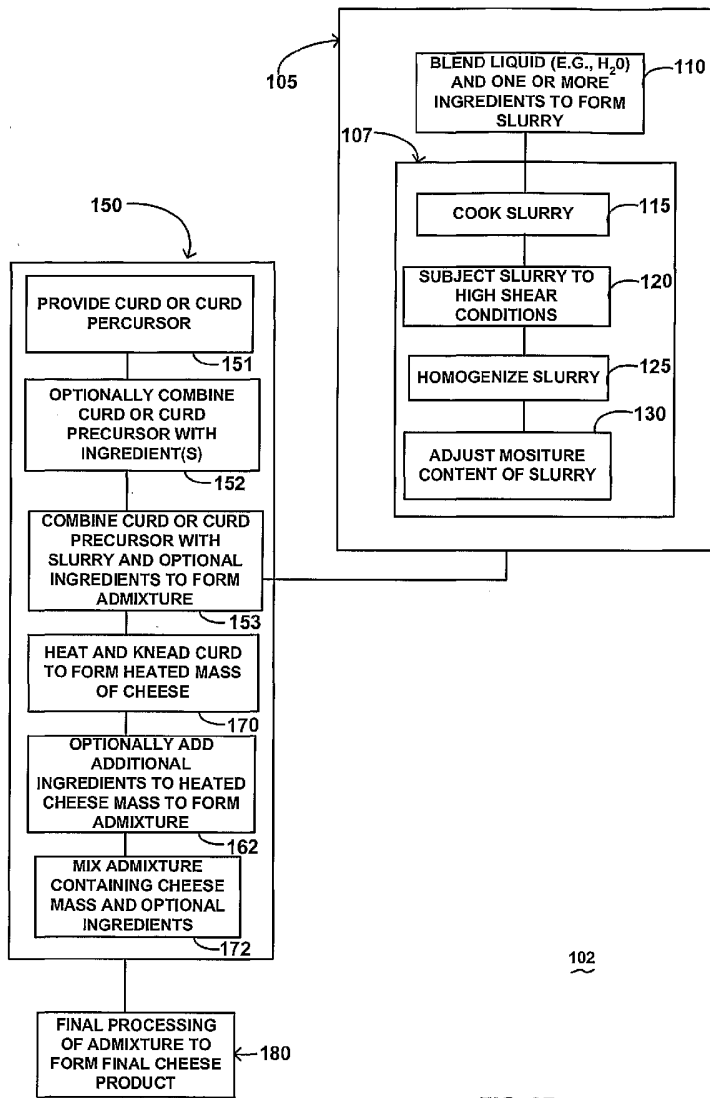 105
BLEND LIQUID (E.G., H20)
AND ONE OR MORE
INGREDIENTS TO FORM
SLURRY
110
107
COOK SLURRY
115
SUBJECT SLURRY TO
HIGH SHEAR
CONDITIONS
120
HOMOGENIZE SLURRY
125
130
ADJUST MOSITURE
CONTENT OF SLURRY
150
PROVIDE CURD OR CURD
PERCURSOR
151
OPTIONALLY COMBINE
CURD OR CURD
PRECURSOR WITH
INGREDIENT(S)
152
COMBINE CURD OR CURD
PRECURSOR WITH
SLURRY AND OPTIONAL
INGREDIENTS TO FORM
ADMIXTURE
153
HEAT AND KNEAD CURD
TO FORM HEATED MASS
OF CHEESE
170
OPTIONALLY ADD
ADDITIONAL
INGREDIENTS TO HEATED
CHEESE MASS TO FORM
ADMIXTURE
162
MIX ADMIXTURE
CONTAINING CHEESE
MASS AND OPTIONAL
INGREDIENTS
172
102
FINAL PROCESSING
OF ADMIXTURE TO
FORM FINAL CHEESE
PRODUCT
180